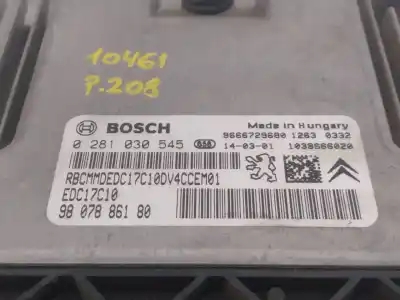 10461
P.208
BOSCH
Made in Hungary
0 281 030 545
9666729680 1263 0332
14-03-01 1039S66020
RBCMMDEDC17C10DV4CCEM01
EDC17C10
98 078 861 80